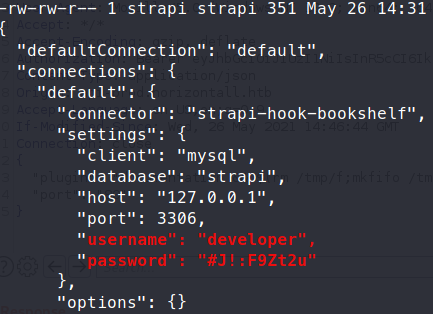 -rw-rw-r-- 1 strapi strapi 351 May 26 14:31
{
"defaultConnection": "default",
"connections": {
"default": {
"connector": "strapi-hook-bookshelf",
"settings": {
"client": "mysql",
"database": "strapi",
"host": "127.0.0.1",
"port": 3306,
"username": "developer",
"password": "#J!:F9Zt2u"
},
"options": {}